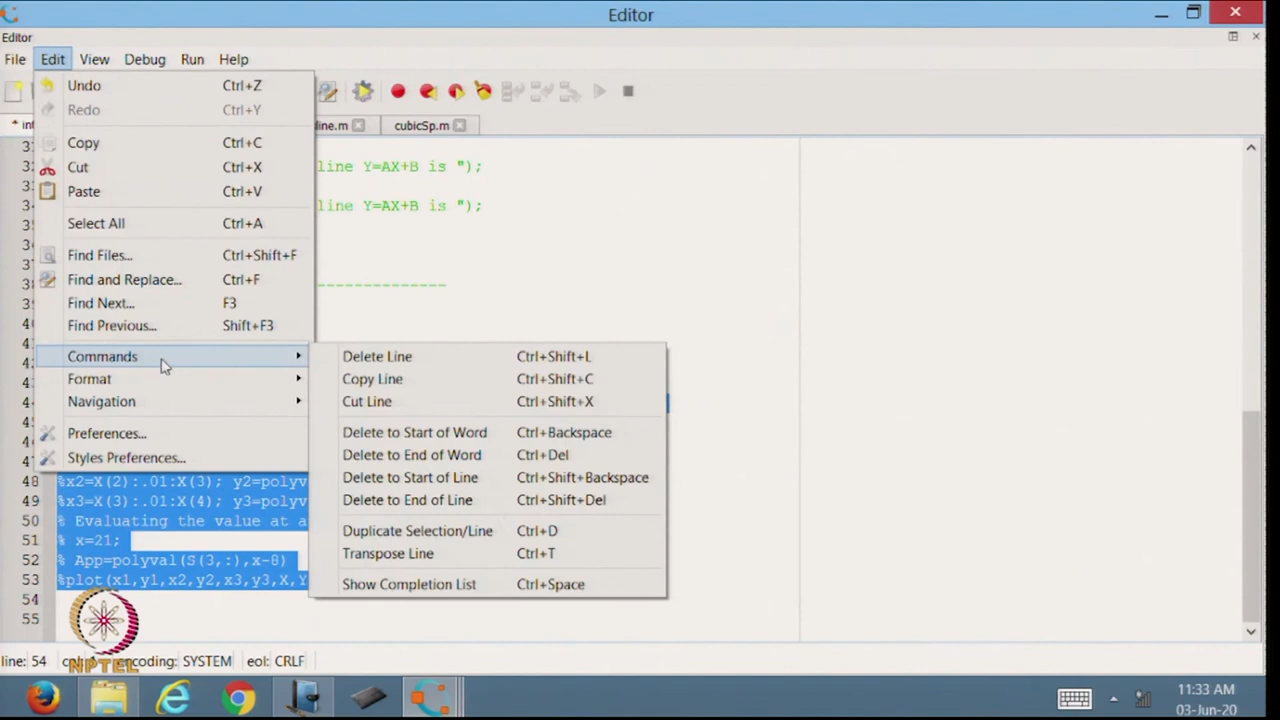 Editor
Editor
File Edit View Debug Run Help
Undo Ctrl+Z
Redo Ctrl+Y
Copy Ctrl+C
Cut Ctrl+X
Paste Ctrl+V
Select All Ctrl+A
Find Files... Ctrl+Shift+F
Find and Replace... Ctrl+F
Find Next... F3
Find Previous... Shift+F3
Commands
Format
Navigation
Preferences...
Styles Preferences...
Delete Line Ctrl+Shift+L
Copy Line Ctrl+Shift+C
Cut Line Ctrl+Shift+X
Delete to Start of Word Ctrl+Backspace
Delete to End of Word Ctrl+Del
Delete to Start of Line Ctrl+Shift+Backspace
Delete to End of Line Ctrl+Shift+Del
Duplicate Selection/Line Ctrl+D
Transpose Line Ctrl+T
Show Completion List Ctrl+Space
* int line.m cubicSp.m
line Y=AX+B is ");
line Y=AX+B is ");
--------------
48 %x2=X(2):.01:X(3); y2=polyv
49 %x3=X(3):.01:X(4); y3=polyv
50 % Evaluating the value at a
51 % x=21;
52 % App=polyval(S(3,:),x-8)
53 %plot(x1,y1,x2,y2,x3,y3,X,Y
54
55
NPTEL
line: 54 encoding: SYSTEM eol: CRLF
11:33 AM
03-Jun-20